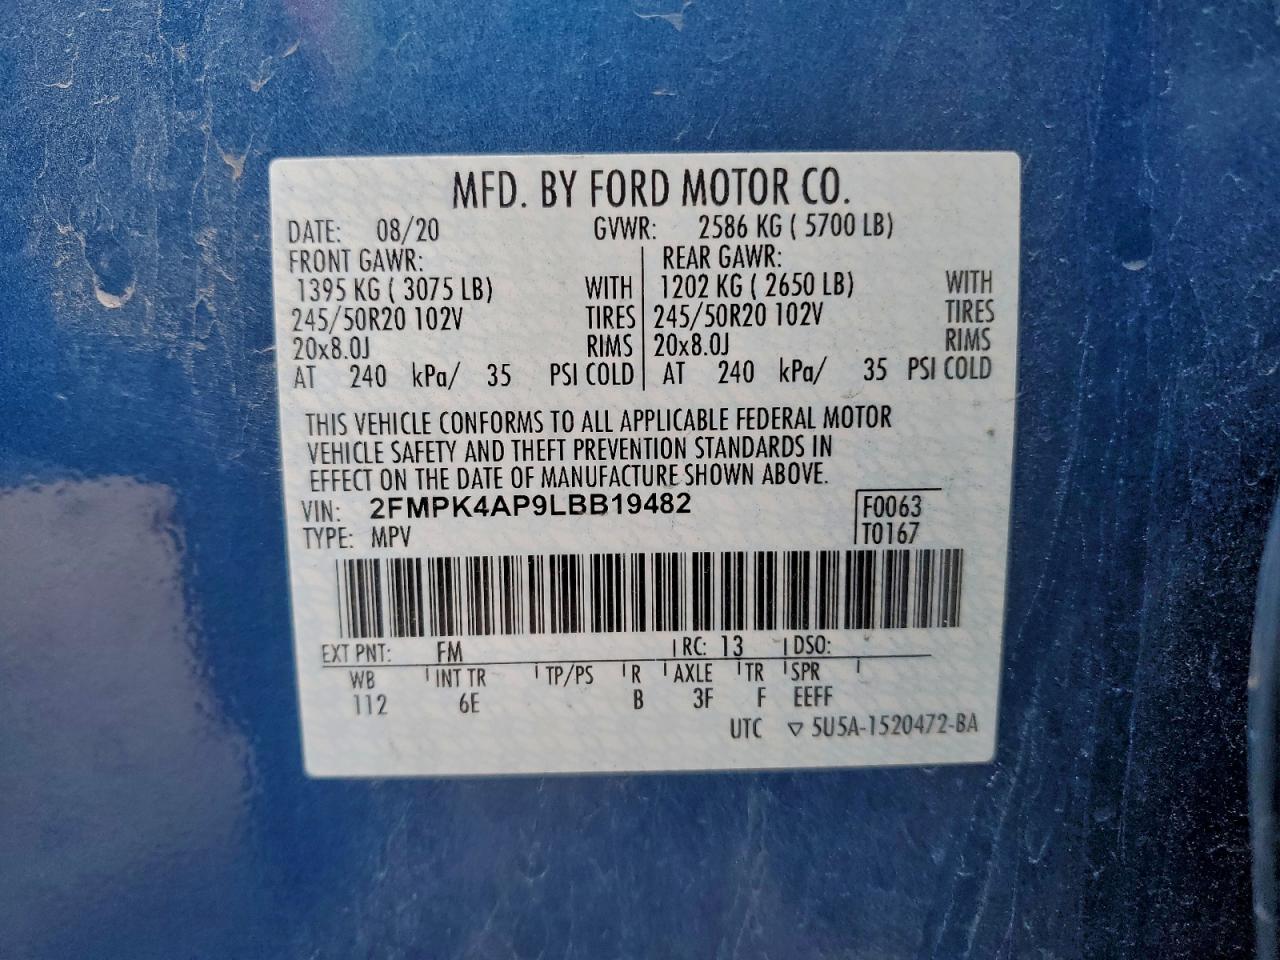 MFD. BY FORD MOTOR CO.
DATE: 08/20 GVWR: 2586 KG ( 5700 LB)
FRONT GAWR: REAR GAWR:
1395 KG ( 3075 LB) WITH 1202 KG ( 2650 LB) WITH
245/50R20 102V TIRES 245/50R20 102V TIRES
20x8.0J RIMS 20x8.0J RIMS
AT 240 kPa/ 35 PSI COLD AT 240 kPa/ 35 PSI COLD
THIS VEHICLE CONFORMS TO ALL APPLICABLE FEDERAL MOTOR
VEHICLE SAFETY AND THEFT PREVENTION STANDARDS IN
EFFECT ON THE DATE OF MANUFACTURE SHOWN ABOVE.
VIN: 2FMPK4AP9LBB19482 F0063
TYPE: MPV T0167
EXT PNT: FM RC: 13 DSO:
WB INT TR TP/PS R AXLE TR SPR
112 6E B 3F F EEFF
UTC ▽ 5U5A-1520472-BA